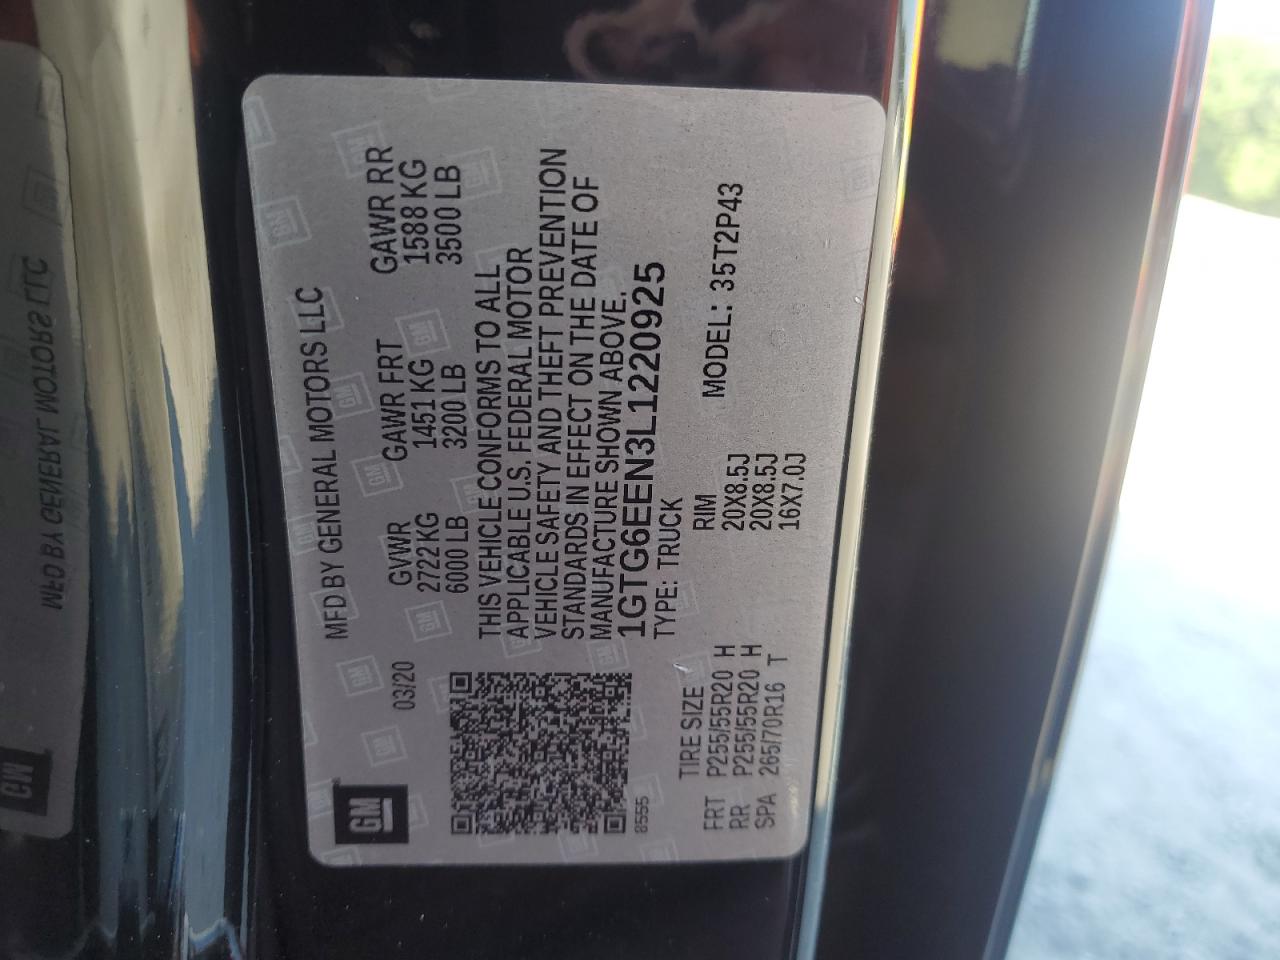 GM
03/20
MFD BY GENERAL MOTORS LLC
GVWR GAWR FRT GAWR RR
2722 KG 1451 KG 1588 KG
6000 LB 3200 LB 3500 LB
THIS VEHICLE CONFORMS TO ALL
APPLICABLE U.S. FEDERAL MOTOR
VEHICLE SAFETY AND THEFT PREVENTION
STANDARDS IN EFFECT ON THE DATE OF
MANUFACTURE SHOWN ABOVE.
1GTG6EEN3L1220925
8555 TYPE: TRUCK
TIRE SIZE RIM MODEL: 35T2P43
FRT P255/55R20 H 20X8.5J
RR P255/55R20 H 20X8.5J
SPA 265/70R16 T 16X7.0J
MFD BY GENERAL MOTORS LLC
GM